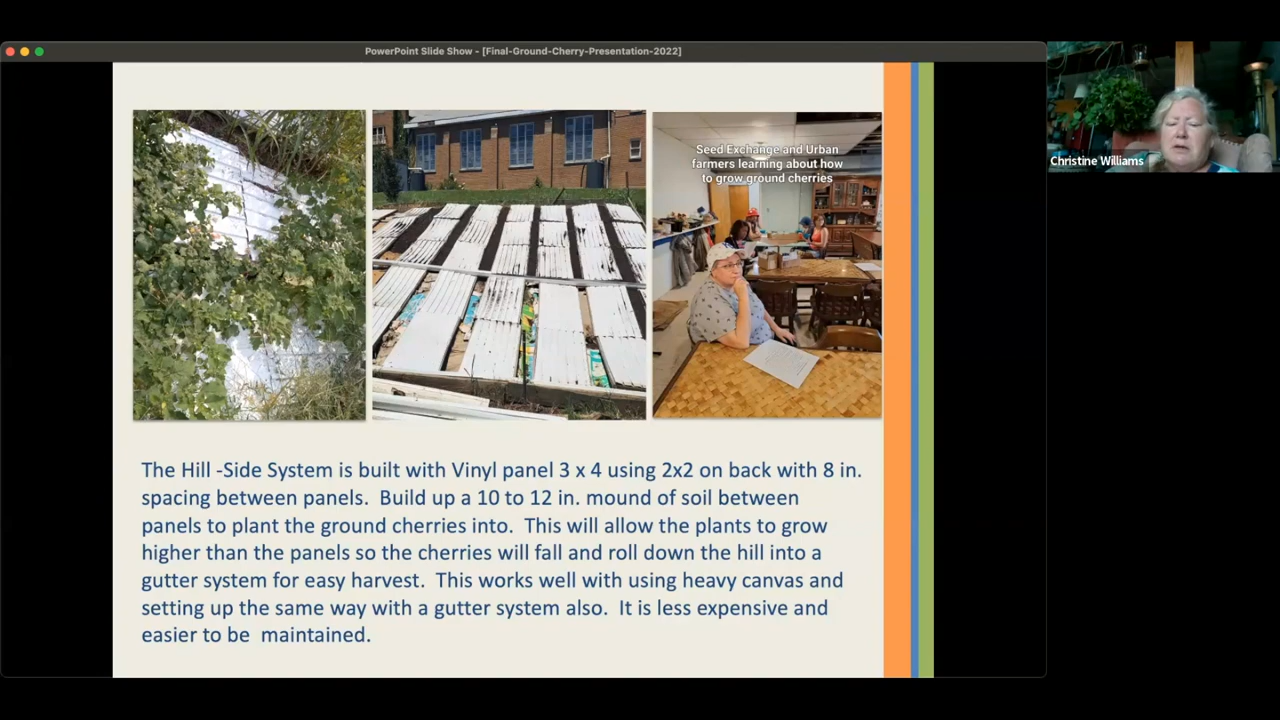 PowerPoint Slide Show - [Final-Ground-Cherry-Presentation-2022]
Seed Exchange and Urban
farmers learning about how
to grow ground cherries
Christine Williams
The Hill -Side System is built with Vinyl panel 3 x 4 using 2x2 on back with 8 in.
spacing between panels.  Build up a 10 to 12 in. mound of soil between
panels to plant the ground cherries into.  This will allow the plants to grow
higher than the panels so the cherries will fall and roll down the hill into a
gutter system for easy harvest.  This works well with using heavy canvas and
setting up the same way with a gutter system also.  It is less expensive and
easier to be  maintained.